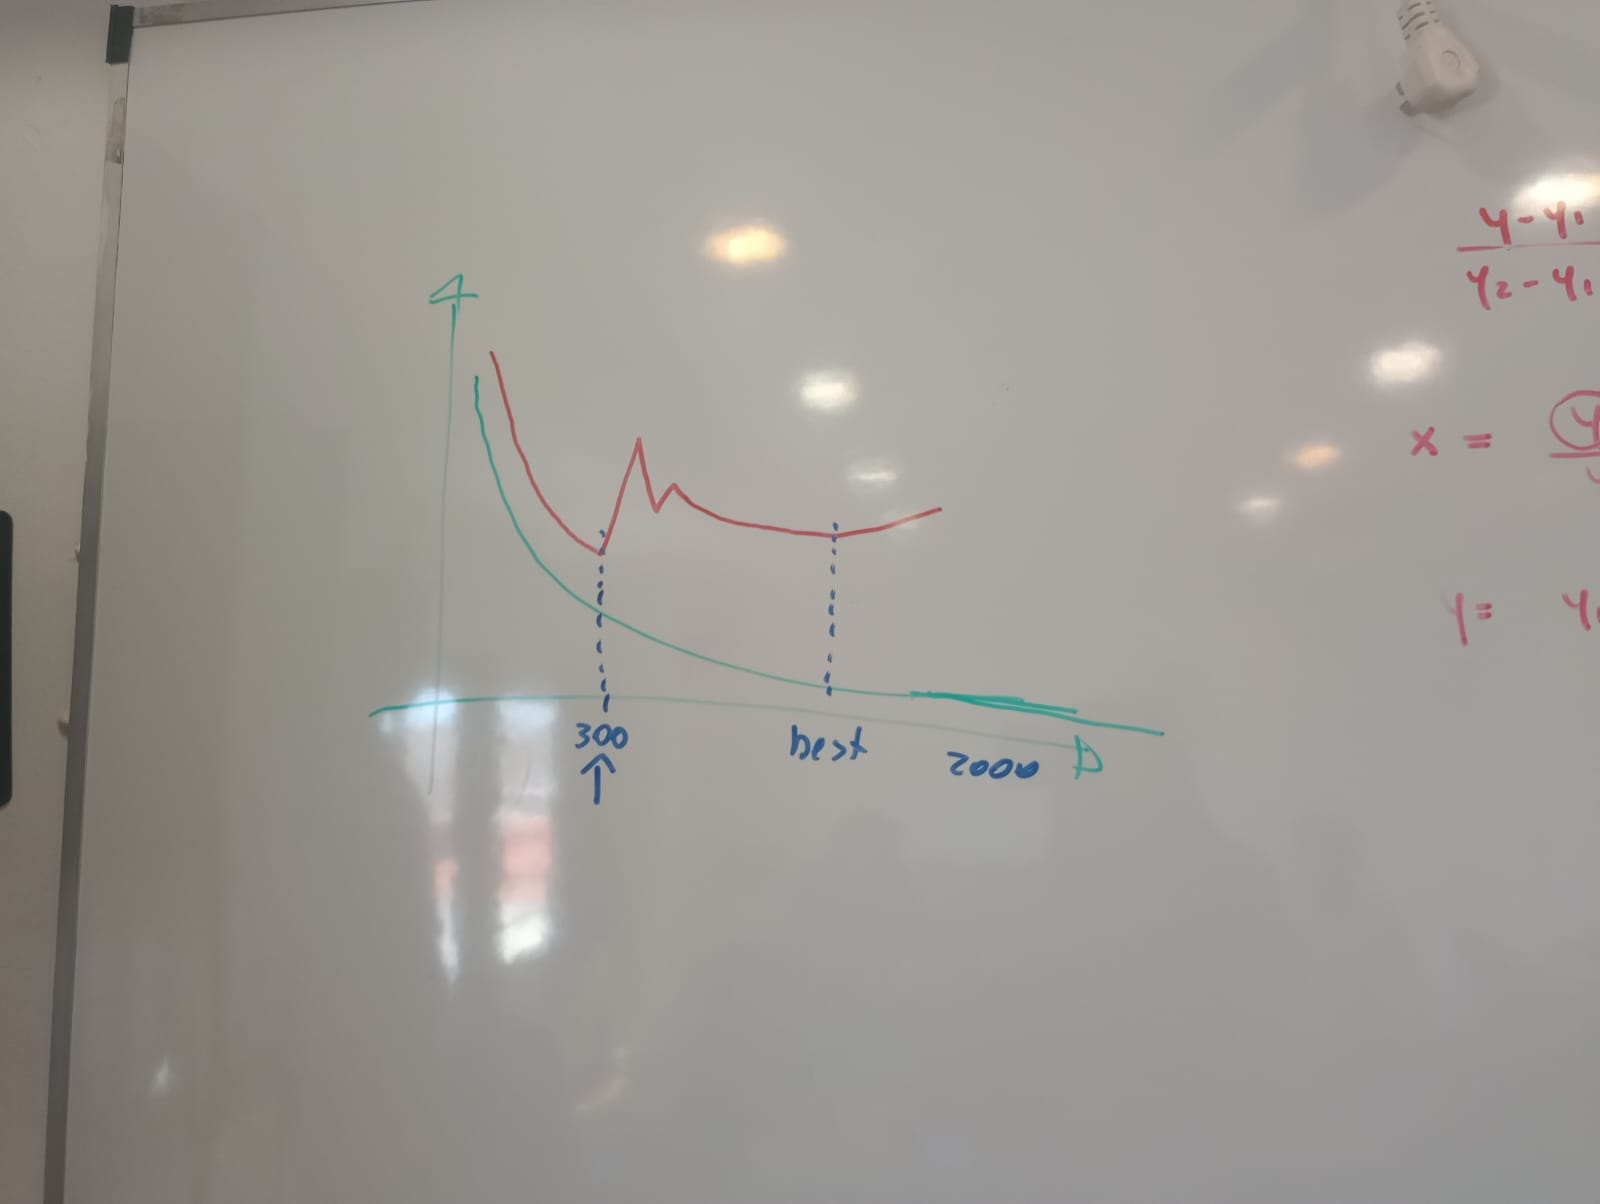 300
best
2000
y - y₁
y₂ - y₁
x =
y =